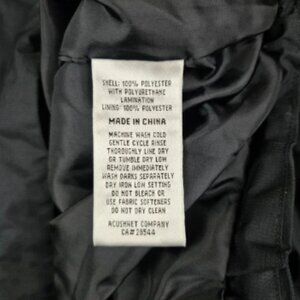 SHELL: 100% POLYESTER
WITH POLYURETHANE
LAMINATION
LINING: 100% POLYESTER
MADE IN CHINA
MACHINE WASH COLD
GENTLE CYCLE RINSE
THOROUGHLY LINE DRY
OR TUMBLE DRY LOW
REMOVE IMMEDIATELY
WASH DARKS SEPARATELY
DRY IRON LOW SETTING
DO NOT BLEACH OR
USE FABRIC SOFTENERS
DO NOT DRY CLEAN
ACUSHNET COMPANY
CA#28544